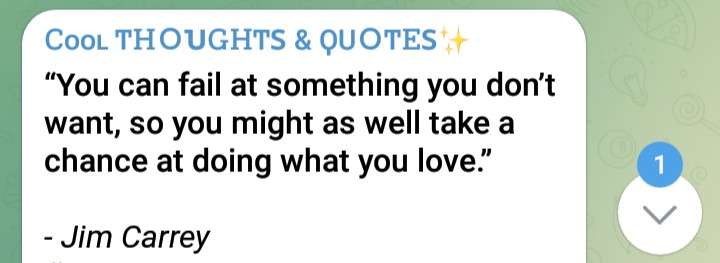 Cool THOUGHTS & QUOTES✨
“You can fail at something you don’t
want, so you might as well take a
chance at doing what you love.”
- Jim Carrey
1